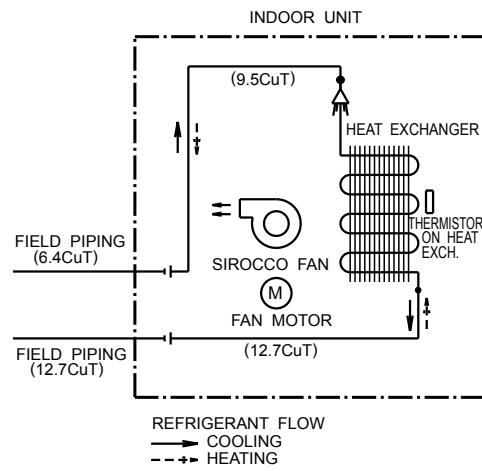 INDOOR UNIT
(9.5CuT)
HEAT EXCHANGER
THERMISTOR
ON HEAT
EXCH.
FIELD PIPING
(6.4CuT)
SIROCCO FAN
M
FAN MOTOR
FIELD PIPING
(12.7CuT)
(12.7CuT)
REFRIGERANT FLOW
COOLING
HEATING